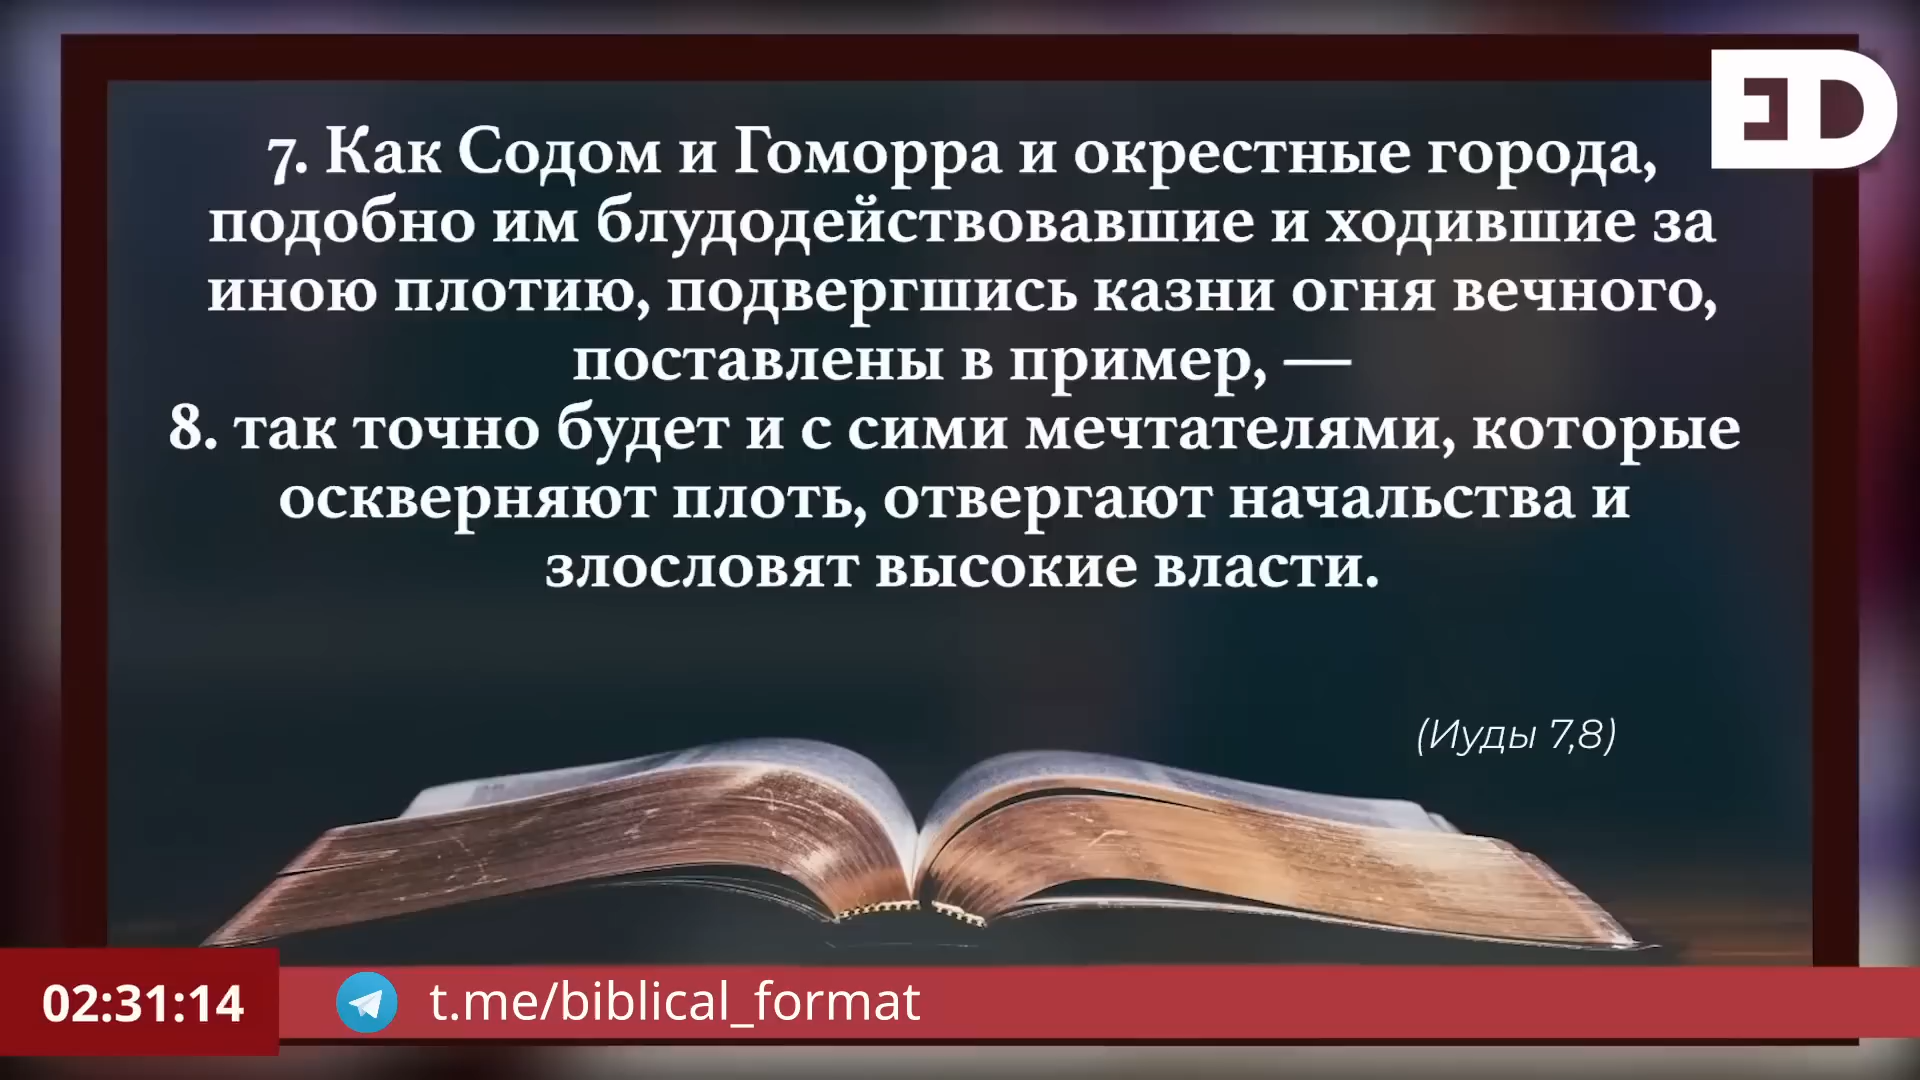 7. Как Содом и Гоморра и окрестные города,
подобно им блудодействовавшие и ходившие за
иною плотию, подвергшись казни огня вечного,
поставлены в пример, —
8. так точно будет и с сими мечтателями, которые
оскверняют плоть, отвергают начальства и
злословят высокие власти.
(Иуды 7,8)
02:31:14
t.me/biblical_format